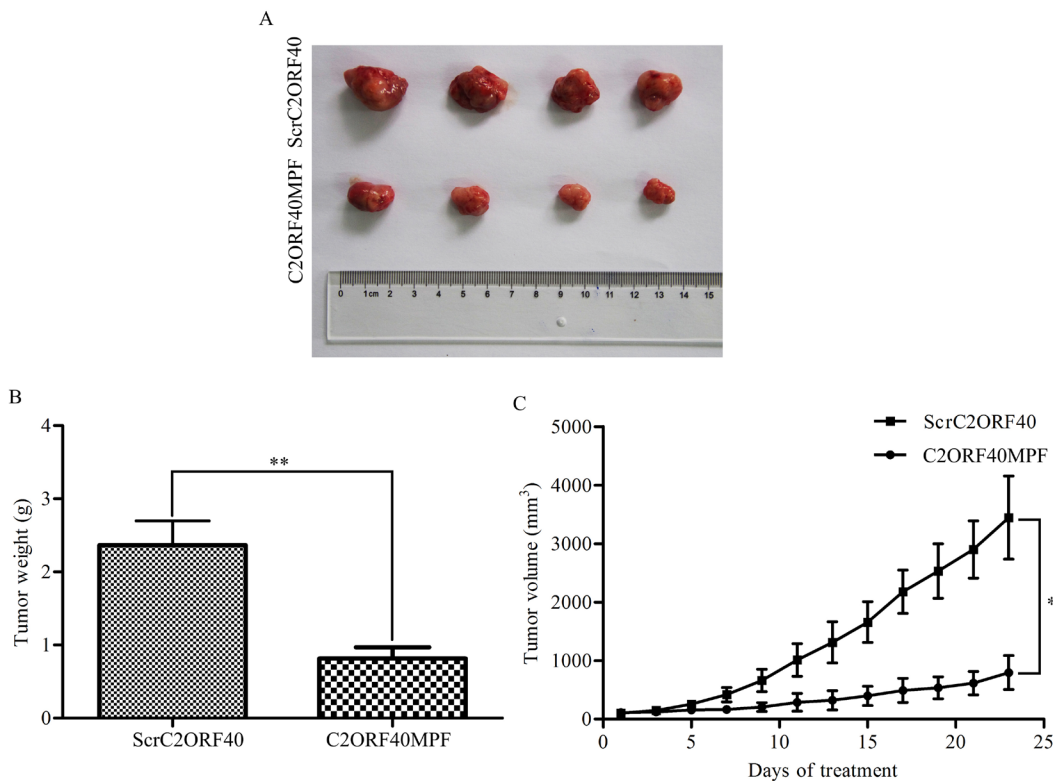 A
ScrC2ORF40
C2ORF40MPF
0 1cm 2 3 4 5 6 7 8 9 10 11 12 13 14 15
B
Tumor weight (g)
4
3
2
1
0
**
ScrC2ORF40 C2ORF40MPF
C
ScrC2ORF40
C2ORF40MPF
Tumor volume (mm³)
5000
4000
3000
2000
1000
0
*
0 5 10 15 20 25
Days of treatment